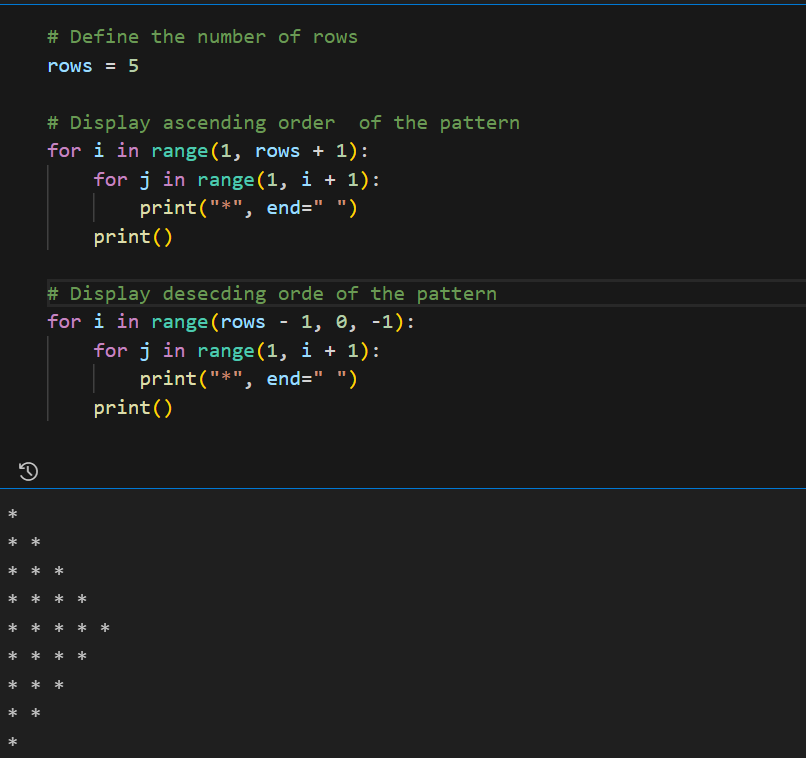 # Define the number of rows
rows = 5
# Display ascending order  of the pattern
for i in range(1, rows + 1):
    for j in range(1, i + 1):
        print("*", end=" ")
    print()
# Display desecding orde of the pattern
for i in range(rows - 1, 0, -1):
    for j in range(1, i + 1):
        print("*", end=" ")
    print()
*
* *
* * *
* * * *
* * * * *
* * * *
* * *
* *
*